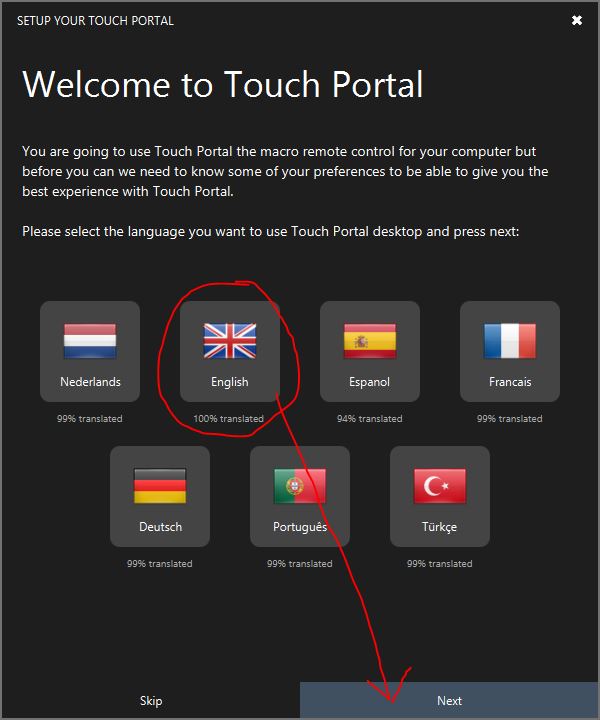 SETUP YOUR TOUCH PORTAL
Welcome to Touch Portal
You are going to use Touch Portal the macro remote control for your computer but
before you can we need to know some of your preferences to be able to give you the
best experience with Touch Portal.
Please select the language you want to use Touch Portal desktop and press next:
Nederlands
English
Espanol
Francais
99% translated
100% translated
94% translated
99% translated
Deutsch
Português
Türkçe
99% translated
99% translated
99% translated
Skip
Next